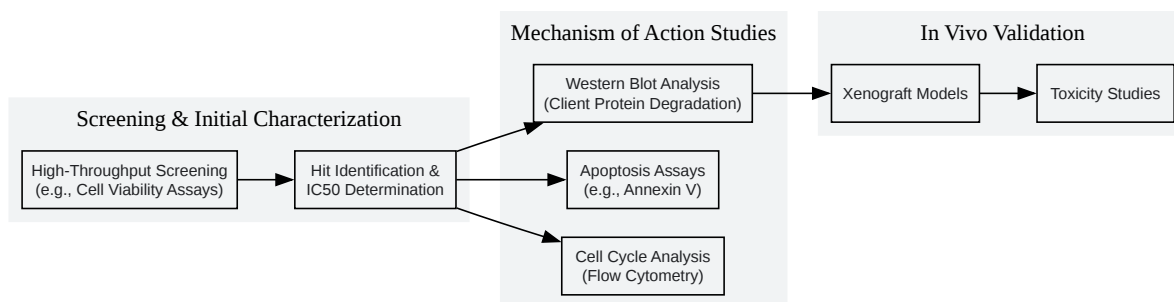 Screening & Initial Characterization
High-Throughput Screening
(e.g., Cell Viability Assays)
Hit Identification &
IC50 Determination
Mechanism of Action Studies
Western Blot Analysis
(Client Protein Degradation)
Apoptosis Assays
(e.g., Annexin V)
Cell Cycle Analysis
(Flow Cytometry)
In Vivo Validation
Xenograft Models
Toxicity Studies